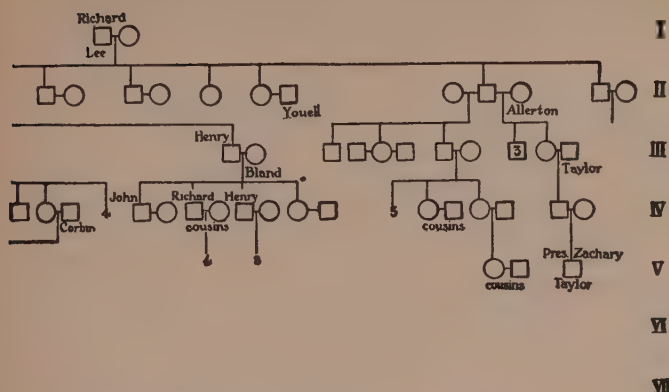 Richard
I
Lee
II
Youell
Allerton
Henry
3
III
Bland
Taylor
John
Richard
Henry
4
5
IV
Corbin
cousins
cousins
Pres. Zachary
6
8
V
cousins
Taylor
VI
VII